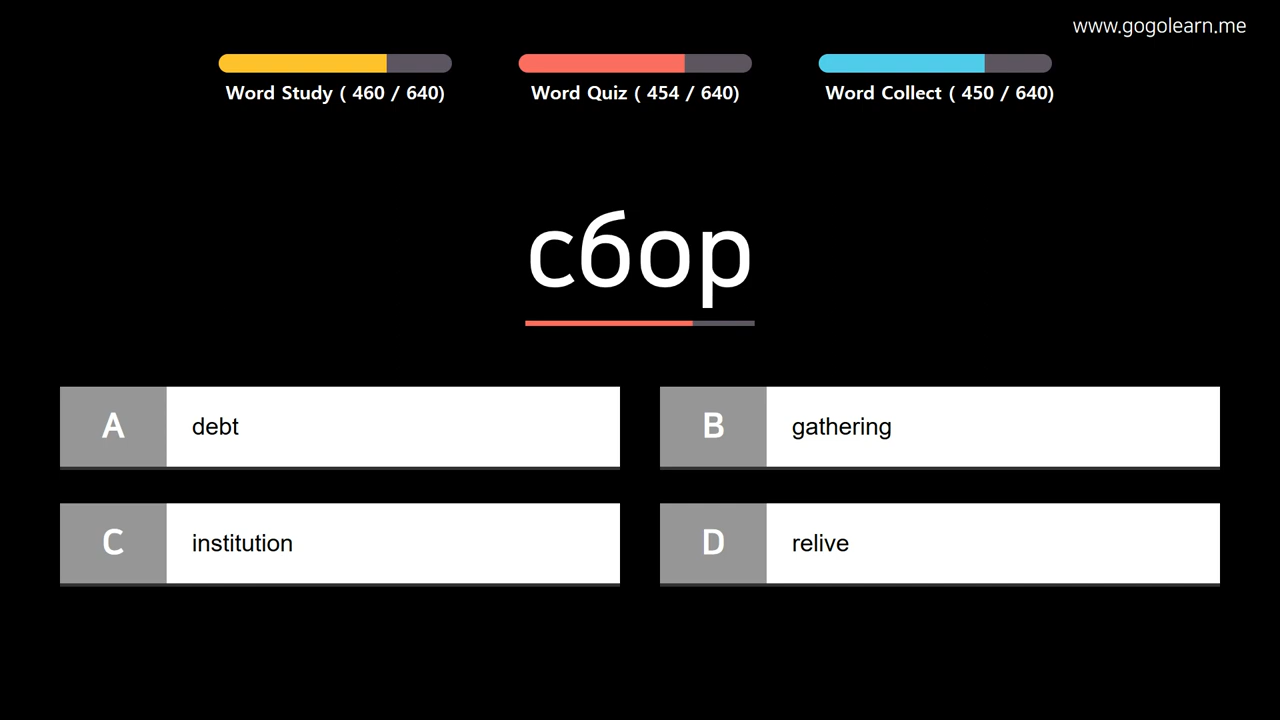 www.gogolearn.me
Word Study ( 460 / 640)
Word Quiz ( 454 / 640)
Word Collect ( 450 / 640)
сбор
A debt
B gathering
C institution
D relive